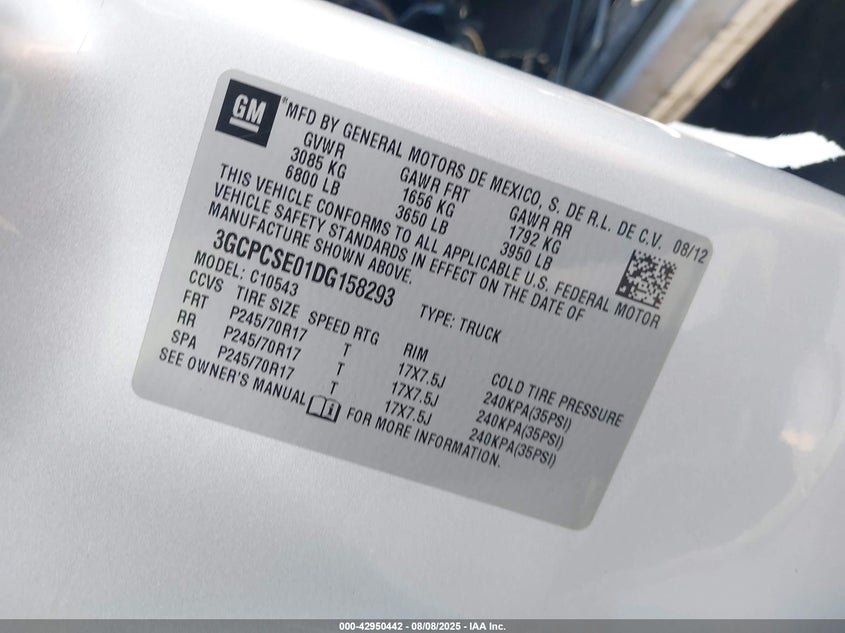 GM
®MFD BY GENERAL MOTORS DE MEXICO, S. DE R.L. DE C.V. 08/12
GVWR GAWR FRT GAWR RR
3085 KG 1656 KG 1792 KG
6800 LB 3650 LB 3950 LB
THIS VEHICLE CONFORMS TO ALL APPLICABLE U.S. FEDERAL MOTOR
VEHICLE SAFETY STANDARDS IN EFFECT ON THE DATE OF
MANUFACTURE SHOWN ABOVE.
3GCPCSE01DG158293 TYPE: TRUCK
MODEL: C10543
CCVS TIRE SIZE SPEED RTG RIM COLD TIRE PRESSURE
FRT P245/70R17 T 17X7.5J 240KPA(35PSI)
RR P245/70R17 T 17X7.5J 240KPA(35PSI)
SPA P245/70R17 T 17X7.5J 240KPA(35PSI)
SEE OWNER'S MANUAL FOR MORE INFORMATION.
000-42950442 - 08/08/2025 - IAA Inc.